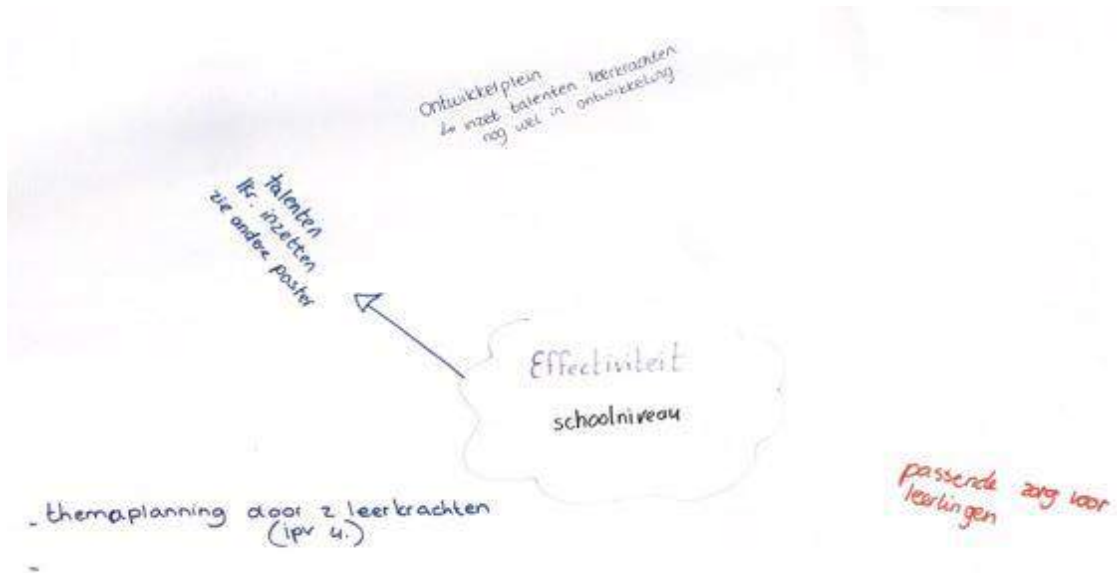 Ontwikkelplein
↳ inzet talenten leerkrachten
nog wel in ontwikkeling
talenten
lkr. inzetten
zie andere poster
Effectiviteit
schoolniveau
passende zorg voor
leerlingen
- themaplanning door 2 leerkrachten
(ipv 4.)
-